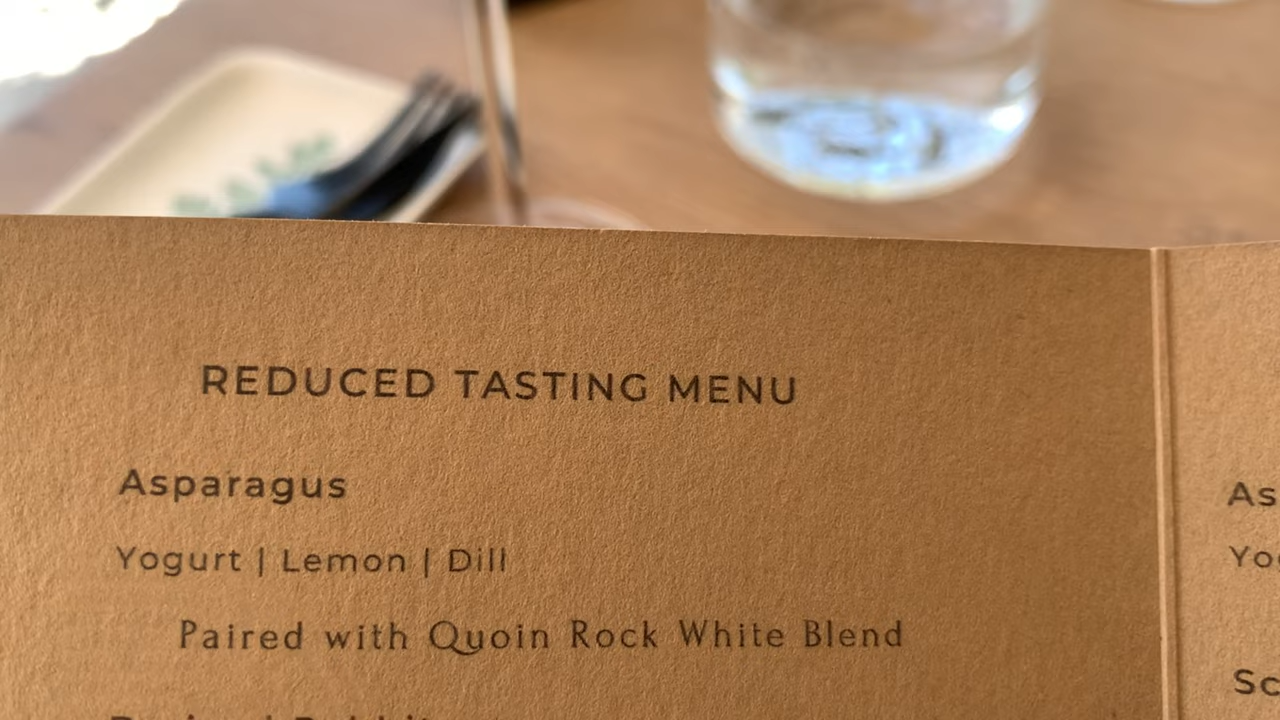 REDUCED TASTING MENU
Asparagus
Yogurt | Lemon | Dill
Paired with Quoin Rock White Blend